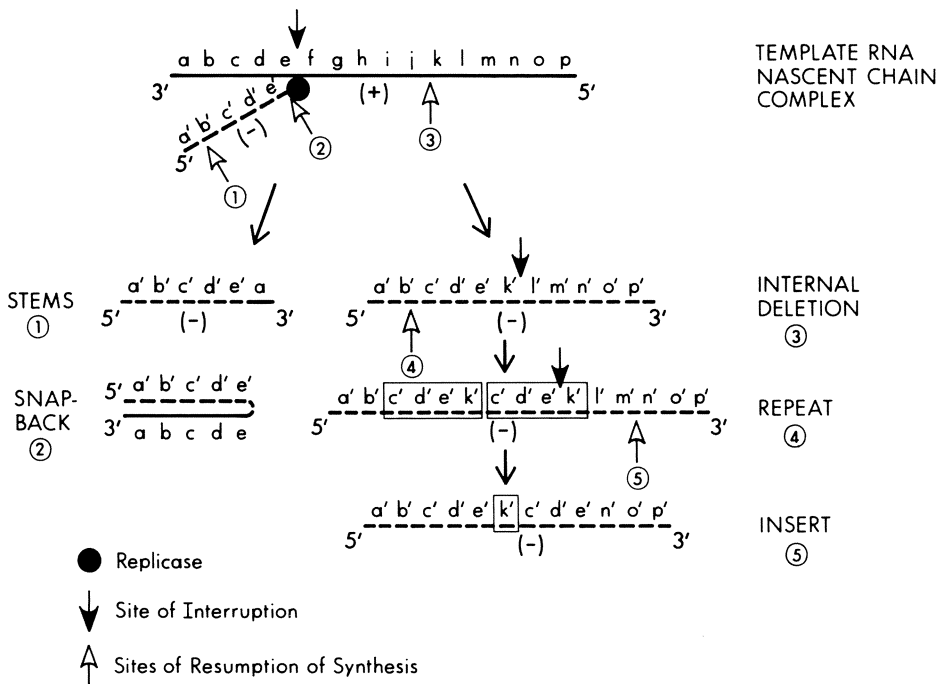 a b c d e f g h i j k l m n o p
3' (+) 5'
a' b' c' d' e'
(-)
5'
①
②
③
TEMPLATE RNA
NASCENT CHAIN
COMPLEX
STEMS
①
a' b' c' d' e' a
5' (-) 3'
a' b' c' d' e' k' l' m' n' o' p'
5' (-) 3'
④
INTERNAL
DELETION
③
SNAP-
BACK
②
5' a' b' c' d' e'
3' a b c d e
a' b' c' d' e' k' c' d' e' k' l' m' n' o' p'
5' (-) 3'
⑤
REPEAT
④
a' b' c' d' e' k' c' d' e' n' o' p'
5' (-) 3'
INSERT
⑤
Replicase
Site of Interruption
Sites of Resumption of Synthesis